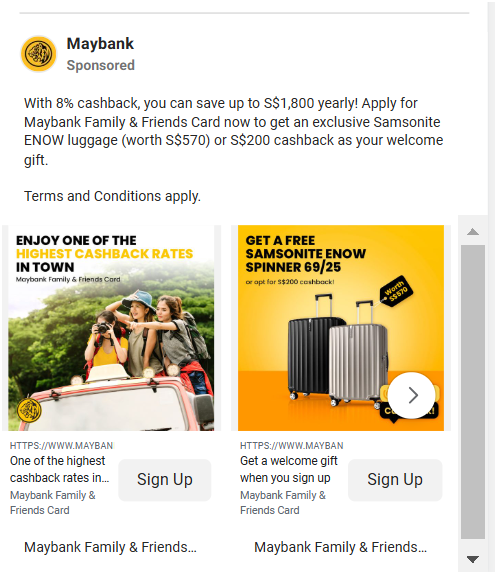 Maybank
Sponsored
With 8% cashback, you can save up to S$1,800 yearly! Apply for
Maybank Family & Friends Card now to get an exclusive Samsonite
ENOW luggage (worth S$570) or S$200 cashback as your welcome
gift.
Terms and Conditions apply.
ENJOY ONE OF THE
HIGHEST CASHBACK RATES
IN TOWN
Maybank Family & Friends Card
GET A FREE
SAMSONITE ENOW
SPINNER 69/25
or opt for S$200 cashback!
Worth
S$570
HTTPS://WWW.MAYBAN
One of the highest
cashback rates in...
Maybank Family &
Friends Card
Sign Up
HTTPS://WWW.MAYBAN
Get a welcome gift
when you sign up
Maybank Family &
Friends Card
Sign Up
Maybank Family & Friends...
Maybank Family & Friends...